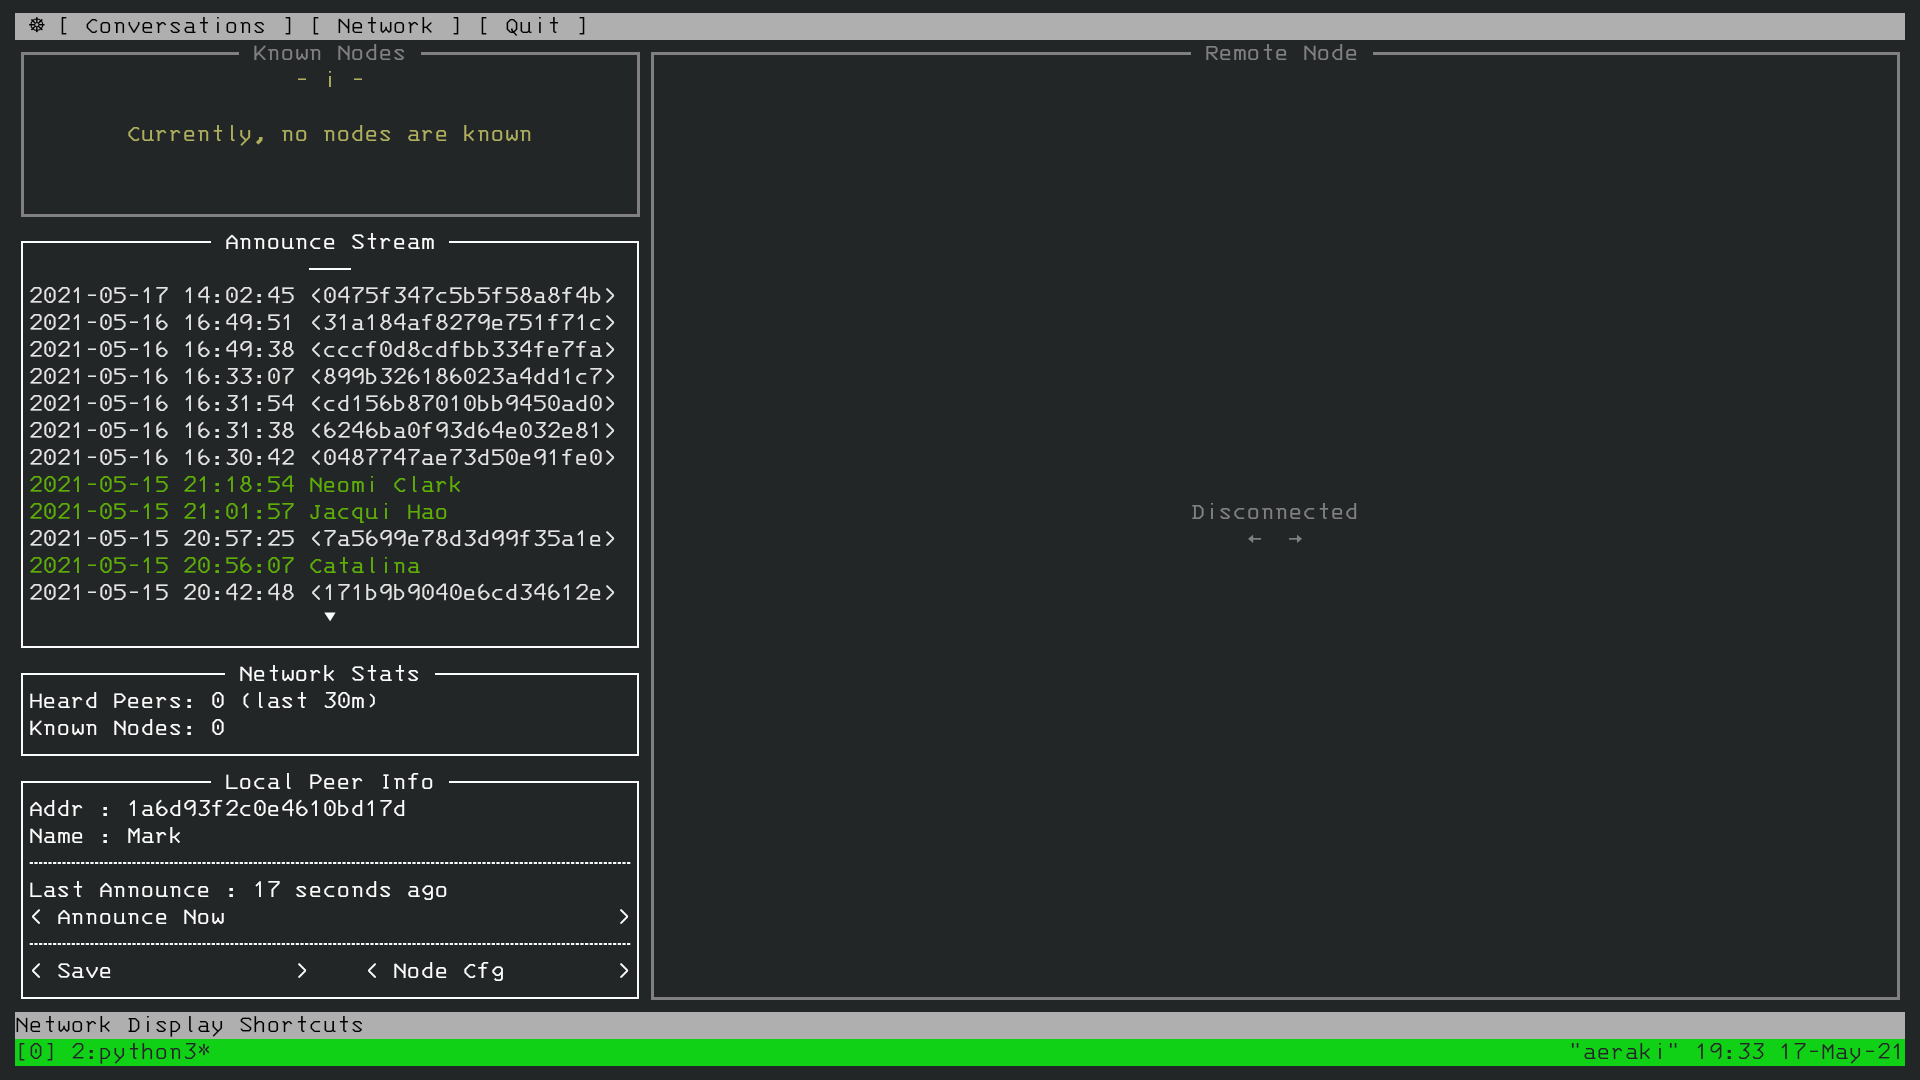 ☸ [ Conversations ] [ Network ] [ Quit ]
Known Nodes
- i -
Currently, no nodes are known
Announce Stream
2021-05-17 14:02:45 <0475f347c5b5f58a8f4b>
2021-05-16 16:49:51 <31a184af8279e751f71c>
2021-05-16 16:49:38 <cccf0d8cdfbb334fe7fa>
2021-05-16 16:33:07 <899b326186023a4dd1c7>
2021-05-16 16:31:54 <cd156b87010bb9450ad0>
2021-05-16 16:31:38 <6246ba0f93d64e032e81>
2021-05-16 16:30:42 <0487747ae73d50e91fe0>
2021-05-15 21:18:54 Neomi Clark
2021-05-15 21:01:57 Jacqui Hao
2021-05-15 20:57:25 <7a5699e78d3d99f35a1e>
2021-05-15 20:56:07 Catalina
2021-05-15 20:42:48 <171b9b9040e6cd34612e>
▼
Network Stats
Heard Peers: 0 (last 30m)
Known Nodes: 0
Local Peer Info
Addr : 1a6d93f2c0e4610bd17d
Name : Mark
Last Announce : 17 seconds ago
< Announce Now >
< Save > < Node Cfg >
Remote Node
Disconnected
← →
Network Display Shortcuts
[0] 2:python3* "aeraki" 19:33 17-May-21